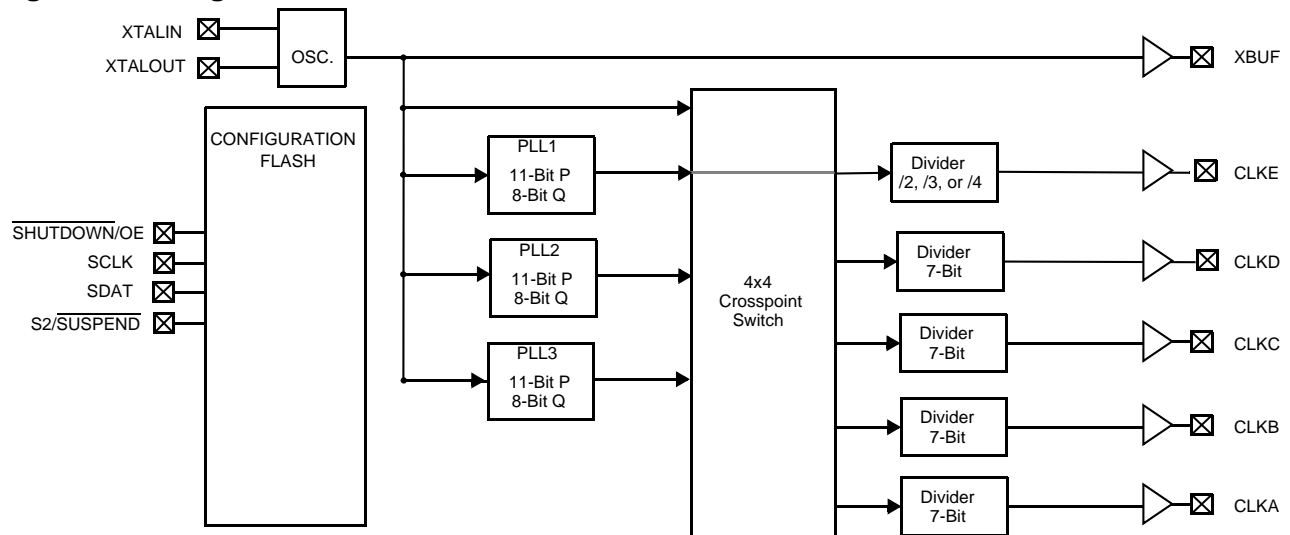 XTALIN
XTALOUT
OSC.
XBUF
CONFIGURATION
FLASH
PLL1
11-Bit P
8-Bit Q
Divider
/2, /3, or /4
CLKE
SHUTDOWN/OE
SCLK
SDAT
S2/SUSPEND
PLL2
11-Bit P
8-Bit Q
4x4
Crosspoint
Switch
Divider
7-Bit
CLKD
PLL3
11-Bit P
8-Bit Q
Divider
7-Bit
CLKC
Divider
7-Bit
CLKB
Divider
7-Bit
CLKA